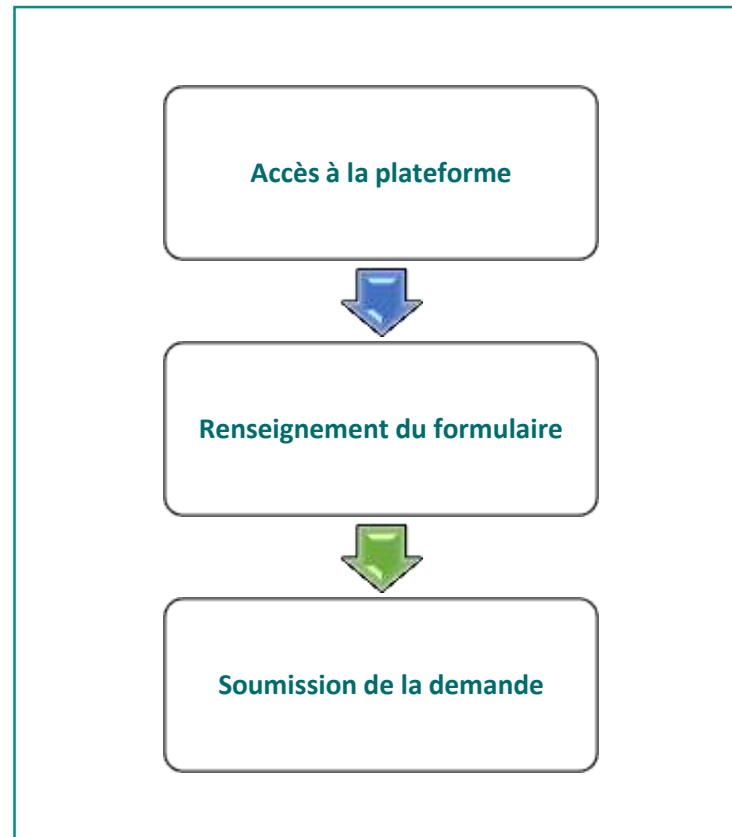 Accès à la plateforme
Renseignement du formulaire
Soumission de la demande